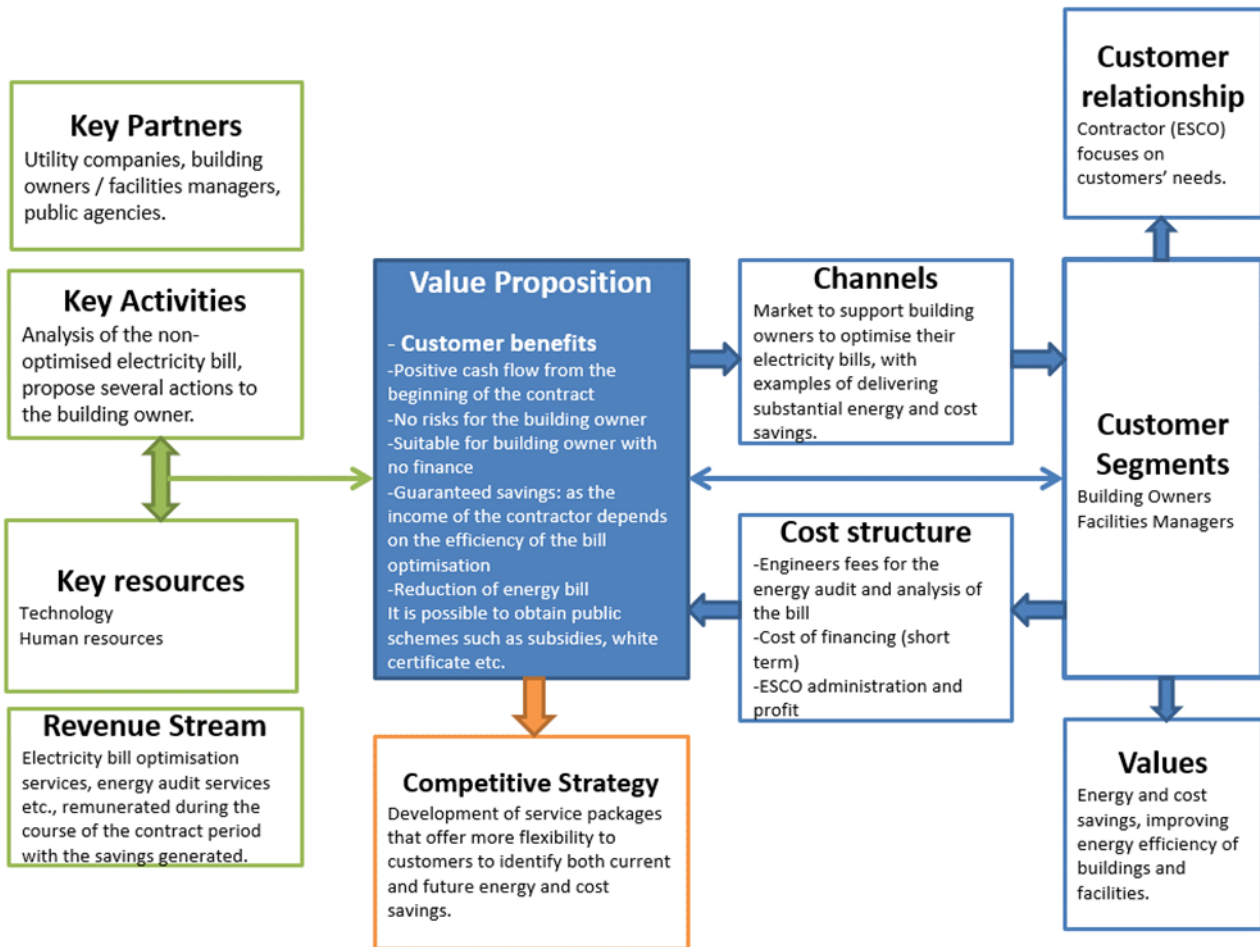 Key Partners
Utility companies, building
owners / facilities managers,
public agencies.
Key Activities
Analysis of the non-
optimised electricity bill,
propose several actions to
the building owner.
Key resources
Technology
Human resources
Revenue Stream
Electricity bill optimisation
services, energy audit services
etc., remunerated during the
course of the contract period
with the savings generated.
Value Proposition
- Customer benefits
-Positive cash flow from the
beginning of the contract
-No risks for the building owner
-Suitable for building owner with
no finance
-Guaranteed savings: as the
income of the contractor depends
on the efficiency of the bill
optimisation
-Reduction of energy bill
It is possible to obtain public
schemes such as subsidies, white
certificate etc.
Competitive Strategy
Development of service packages
that offer more flexibility to
customers to identify both current
and future energy and cost
savings.
Channels
Market to support building
owners to optimise their
electricity bills, with
examples of delivering
substantial energy and cost
savings.
Cost structure
-Engineers fees for the
energy audit and analysis of
the bill
-Cost of financing (short
term)
-ESCO administration and
profit
Customer
relationship
Contractor (ESCO)
focuses on
customers' needs.
Customer
Segments
Building Owners
Facilities Managers
Values
Energy and cost
savings, improving
energy efficiency of
buildings and
facilities.